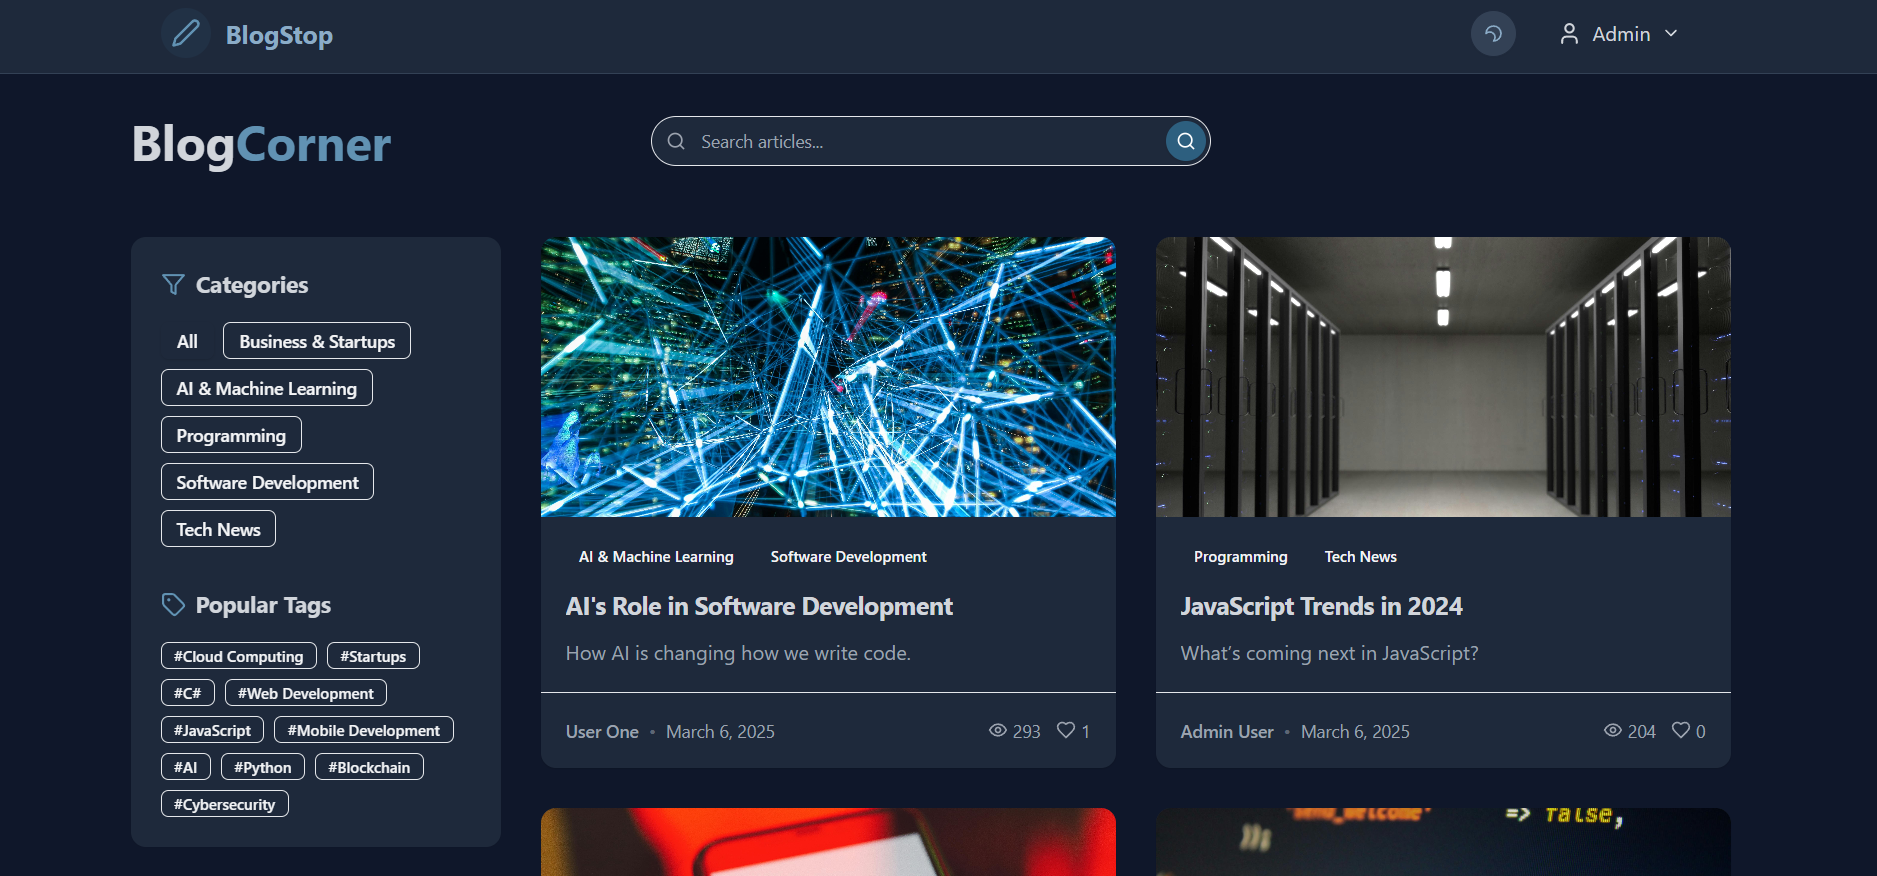 BlogStop
Admin
BlogCorner
Search articles...
Categories
All
Business & Startups
AI & Machine Learning
Programming
Software Development
Tech News
Popular Tags
#Cloud Computing
#Startups
#C#
#Web Development
#JavaScript
#Mobile Development
#AI
#Python
#Blockchain
#Cybersecurity
AI & Machine Learning
Software Development
AI's Role in Software Development
How AI is changing how we write code.
User One • March 6, 2025
293
1
Programming
Tech News
JavaScript Trends in 2024
What’s coming next in JavaScript?
Admin User • March 6, 2025
204
0
=> false,
}));